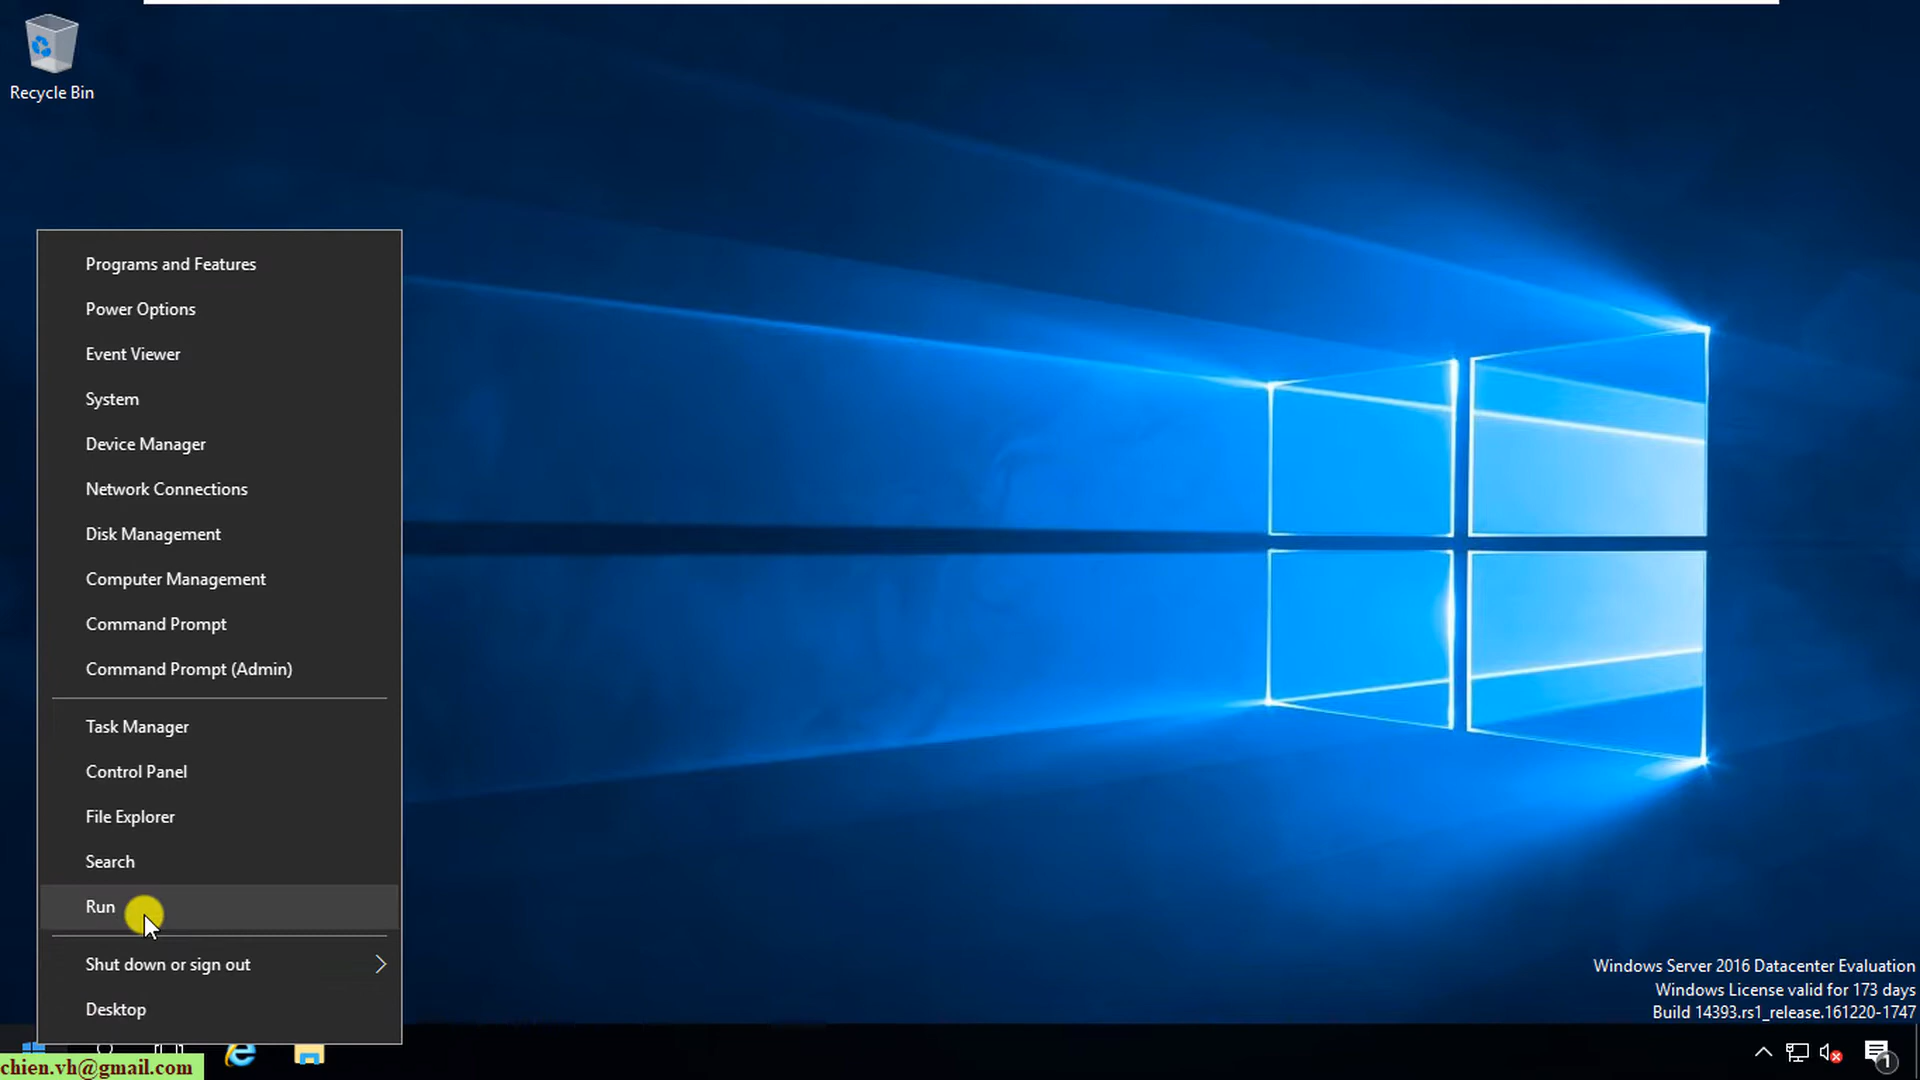 Recycle Bin
Programs and Features
Power Options
Event Viewer
System
Device Manager
Network Connections
Disk Management
Computer Management
Command Prompt
Command Prompt (Admin)
Task Manager
Control Panel
File Explorer
Search
Run
Shut down or sign out
Desktop
Windows Server 2016 Datacenter Evaluation
Windows License valid for 173 days
Build 14393.rs1_release.161220-1747
chien.vh@gmail.com
1